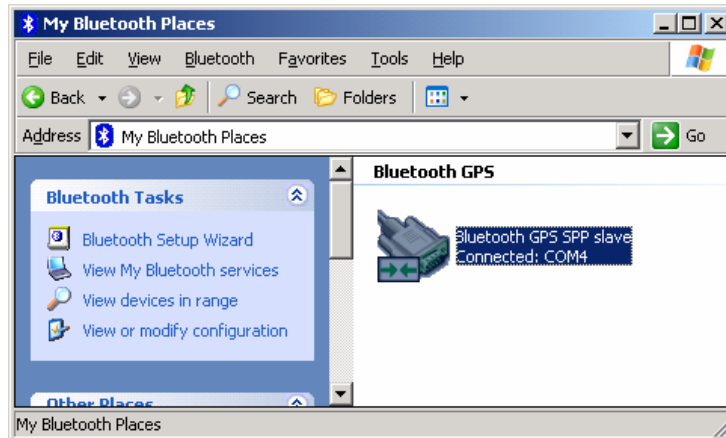 My Bluetooth Places
File Edit View Bluetooth Favorites Tools Help
Back Search Folders
Address My Bluetooth Places Go
Bluetooth Tasks
Bluetooth Setup Wizard
View My Bluetooth services
View devices in range
View or modify configuration
Other Places
Bluetooth GPS
Bluetooth GPS SPP slave
Connected: COM4
My Bluetooth Places